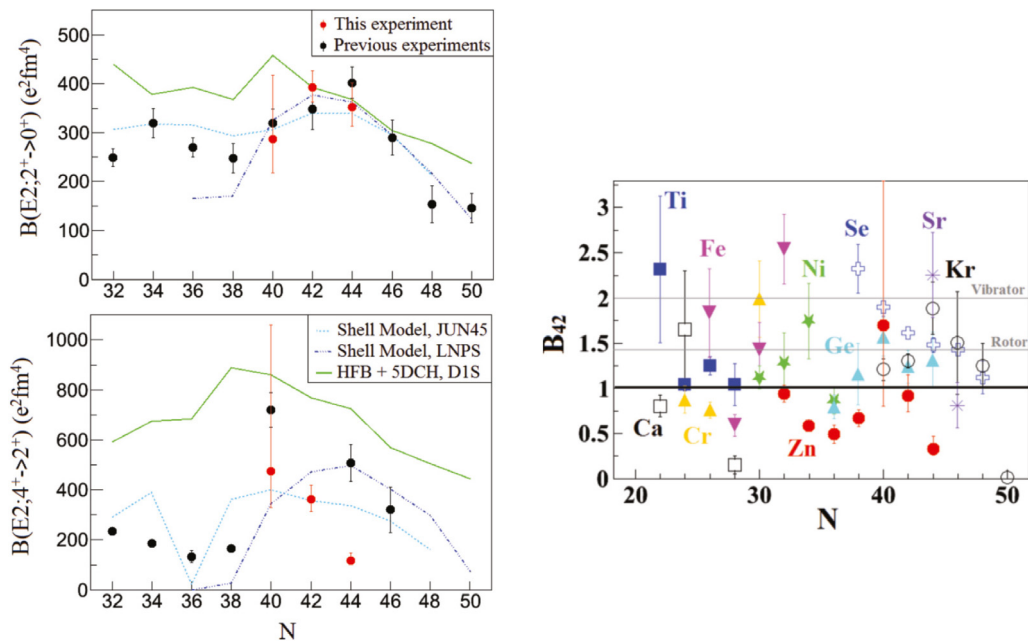 This experiment
Previous experiments
B(E2;2⁺->0⁺) (e²fm⁴)
500
400
300
200
100
0
32 34 36 38 40 42 44 46 48 50
Shell Model, JUN45
Shell Model, LNPS
HFB + 5DCH, D1S
B(E2;4⁺->2⁺) (e²fm⁴)
1000
800
600
400
200
0
32 34 36 38 40 42 44 46 48 50
N
B₄₂
3
2.5
2
1.5
1
0.5
0
Ti
Fe
Ni
Se
Sr
Kr
Vibrator
Rotor
Ge
Ca
Cr
Zn
20 30 40 50
N